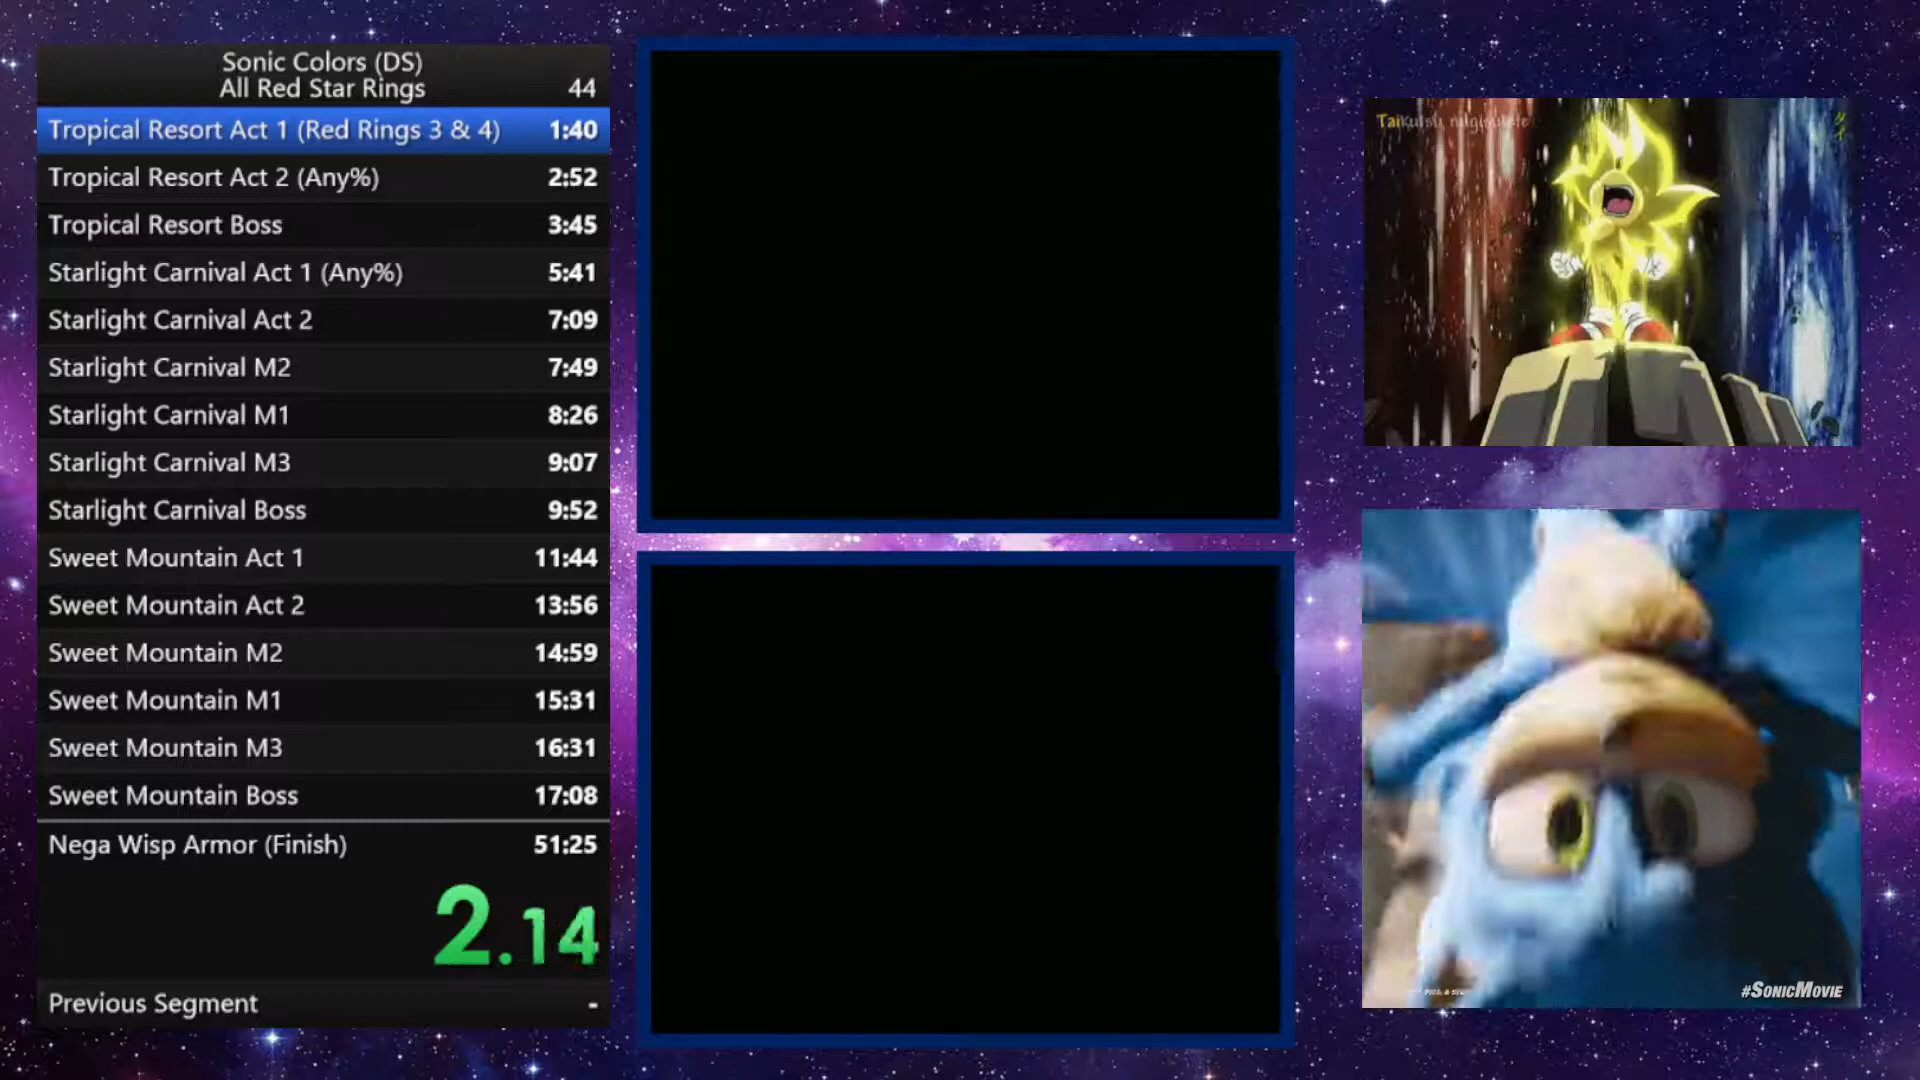 Sonic Colors (DS)
All Red Star Rings 44
Tropical Resort Act 1 (Red Rings 3 & 4) 1:40
Tropical Resort Act 2 (Any%) 2:52
Tropical Resort Boss 3:45
Starlight Carnival Act 1 (Any%) 5:41
Starlight Carnival Act 2 7:09
Starlight Carnival M2 7:49
Starlight Carnival M1 8:26
Starlight Carnival M3 9:07
Starlight Carnival Boss 9:52
Sweet Mountain Act 1 11:44
Sweet Mountain Act 2 13:56
Sweet Mountain M2 14:59
Sweet Mountain M1 15:31
Sweet Mountain M3 16:31
Sweet Mountain Boss 17:08
Nega Wisp Armor (Finish) 51:25
2.14
Previous Segment -
#SonicMovie